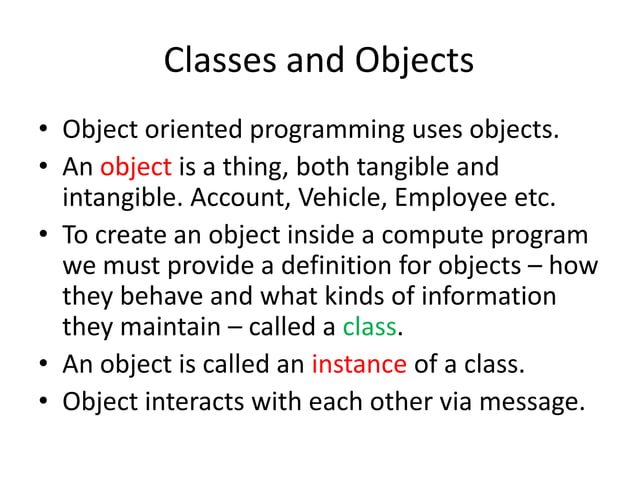 Classes and Objects
• Object oriented programming uses objects.
• An object is a thing, both tangible and
intangible. Account, Vehicle, Employee etc.
• To create an object inside a compute program
we must provide a definition for objects – how
they behave and what kinds of information
they maintain – called a class.
• An object is called an instance of a class.
• Object interacts with each other via message.